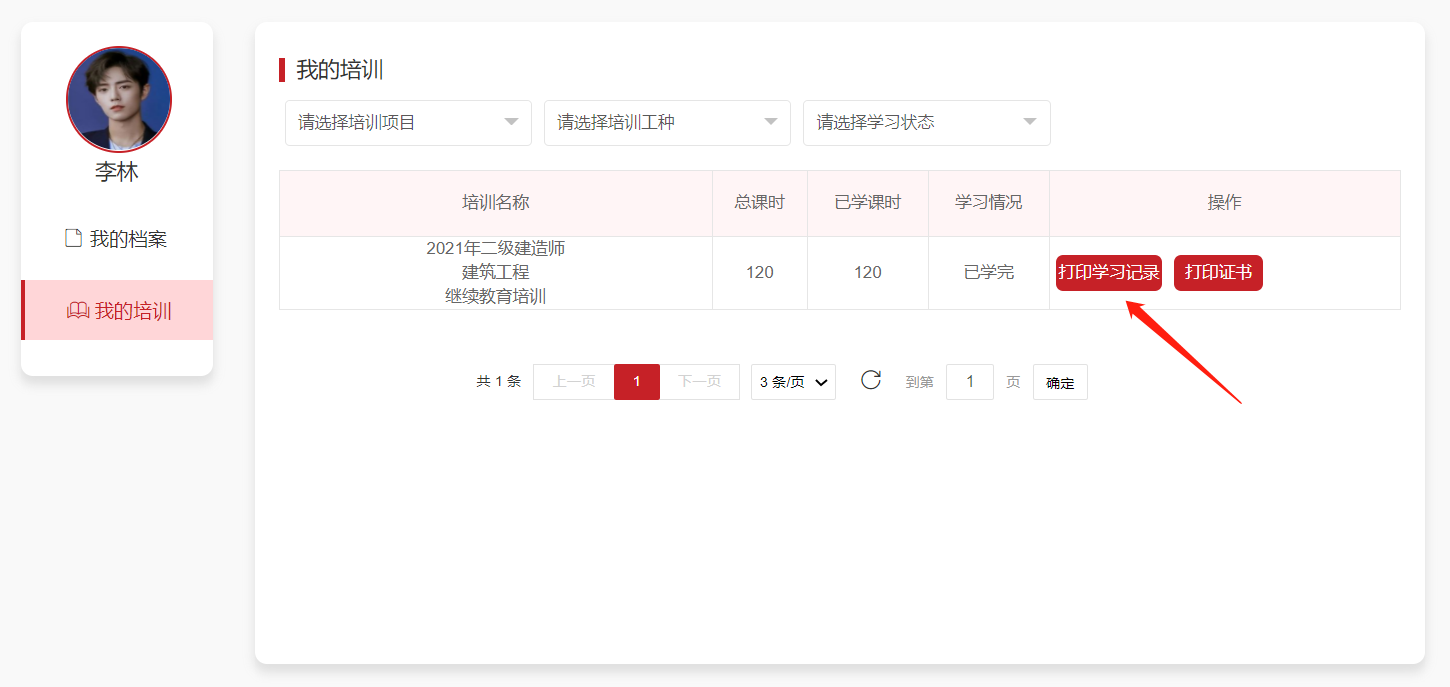 李林
我的档案
我的培训
我的培训
请选择培训项目 请选择培训工种 请选择学习状态
培训名称 总课时 已学课时 学习情况 操作
2021年二级建造师
建筑工程
继续教育培训
120 120 已学完 打印学习记录 打印证书
共 1 条 上一页 1 下一页 3 条/页 到第 1 页 确定